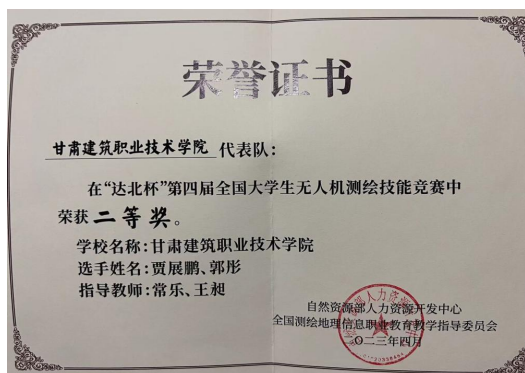 荣誉证书
甘肃建筑职业技术学院 代表队：
在“达北杯”第四届全国大学生无人机测绘技能竞赛中
荣获 二等奖。
学校名称：甘肃建筑职业技术学院
选手姓名：贾展鹏、郭彤
指导教师：常乐、王昶
自然资源部人力资源开发中心
全国测绘地理信息职业教育教学指导委员会
二〇二三年四月